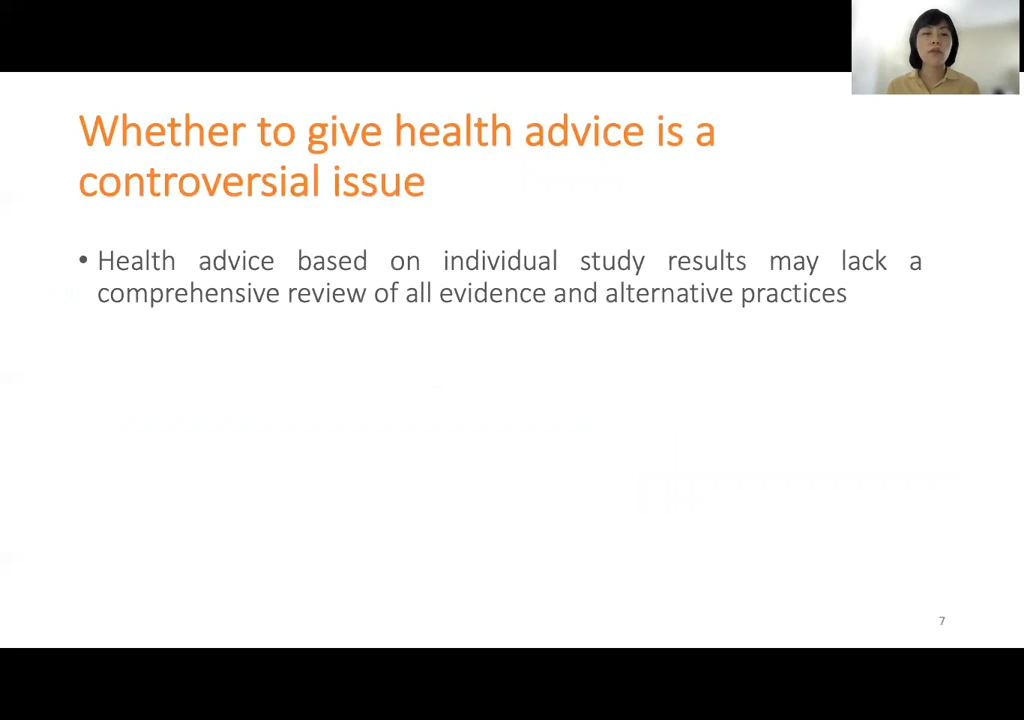 Whether to give health advice is a
controversial issue
• Health advice based on individual study results may lack a
comprehensive review of all evidence and alternative practices
7